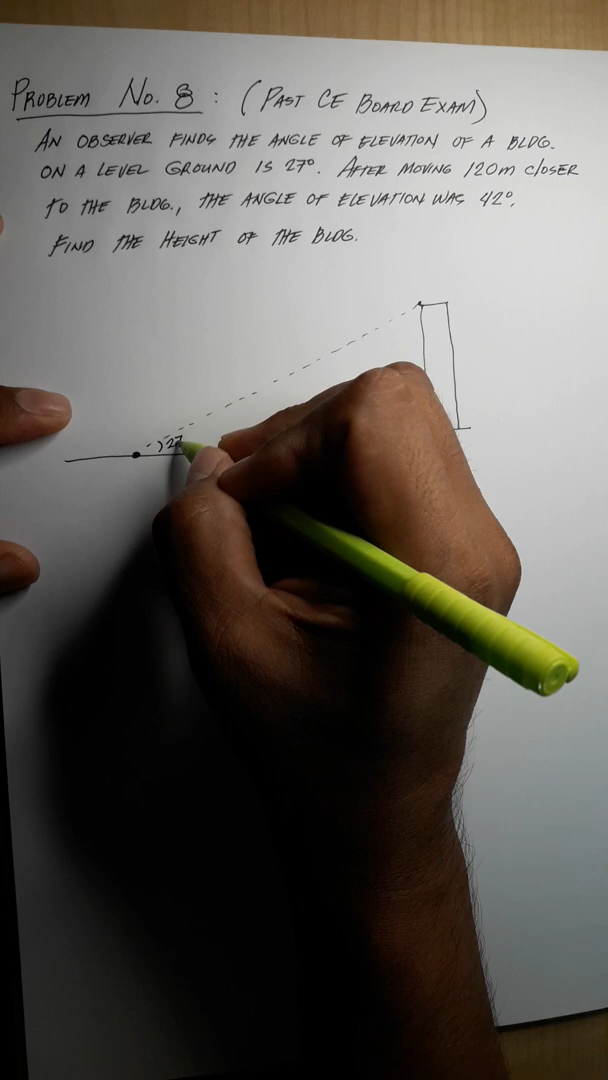 PROBLEM No. 8 : (PAST CE BOARD EXAM)
AN OBSERVER FINDS THE ANGLE OF ELEVATION OF A BLDG.
ON A LEVEL GROUND IS 27°. AFTER MOVING 120m CLOSER
TO THE BLDG., THE ANGLE OF ELEVATION WAS 42°.
FIND THE HEIGHT OF THE BLDG.
27